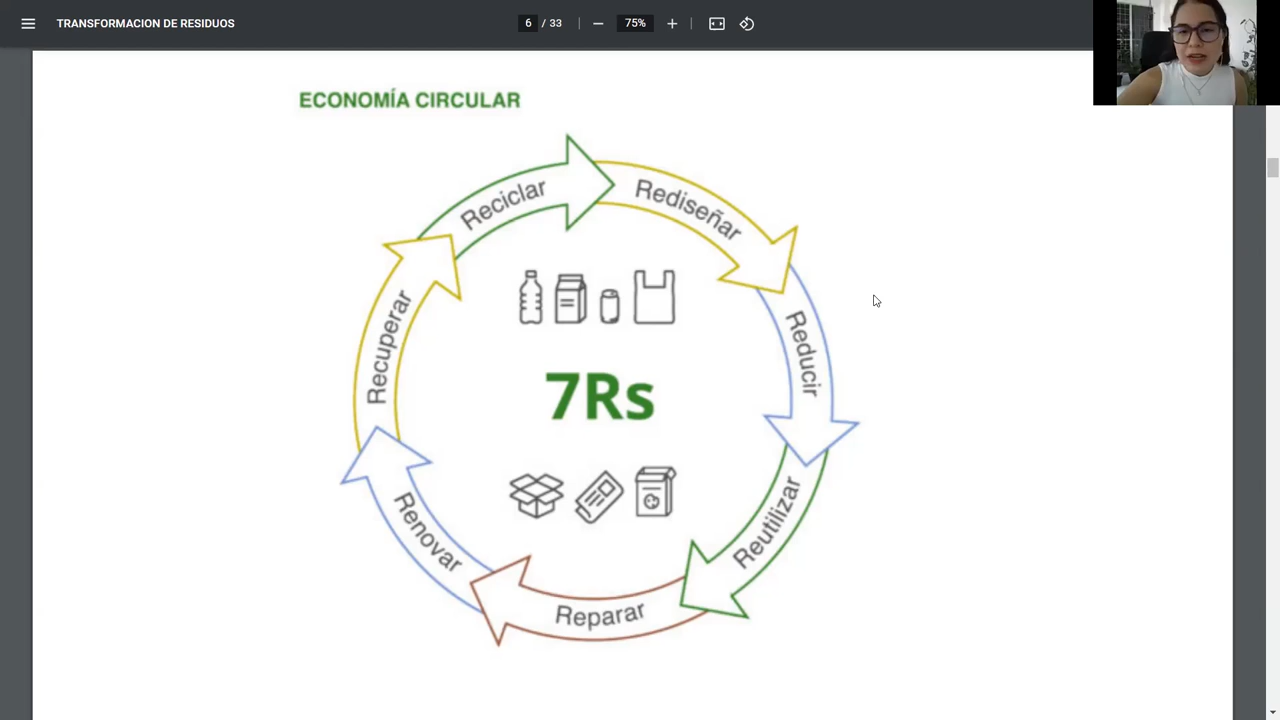 TRANSFORMACION DE RESIDUOS
6 / 33
75%
ECONOMÍA CIRCULAR
Reciclar
Rediseñar
Recuperar
Reducir
7Rs
Renovar
Reutilizar
Reparar